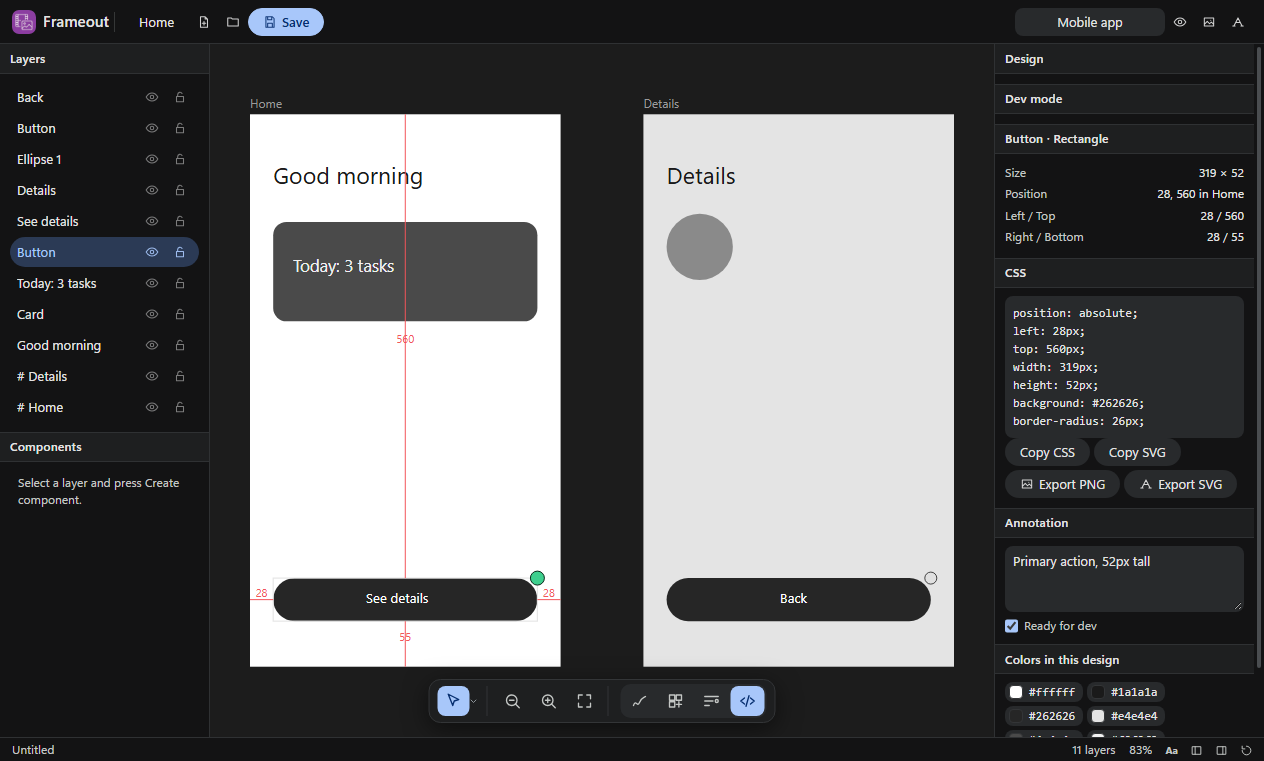 Frameout
Home
Save
Mobile app
Layers
Back
Button
Ellipse 1
Details
See details
Button
Today: 3 tasks
Card
Good morning
# Details
# Home
Components
Select a layer and press Create
component.
Home
Good morning
Today: 3 tasks
560
28
See details
28
55
Details
Details
Back
Design
Dev mode
Button · Rectangle
Size 319 × 52
Position 28, 560 in Home
Left / Top 28 / 560
Right / Bottom 28 / 55
CSS
position: absolute;
left: 28px;
top: 560px;
width: 319px;
height: 52px;
background: #262626;
border-radius: 26px;
Copy CSS Copy SVG
Export PNG Export SVG
Annotation
Primary action, 52px tall
Ready for dev
Colors in this design
#ffffff #1a1a1a
#262626 #e4e4e4
Untitled
11 layers 83% Aa